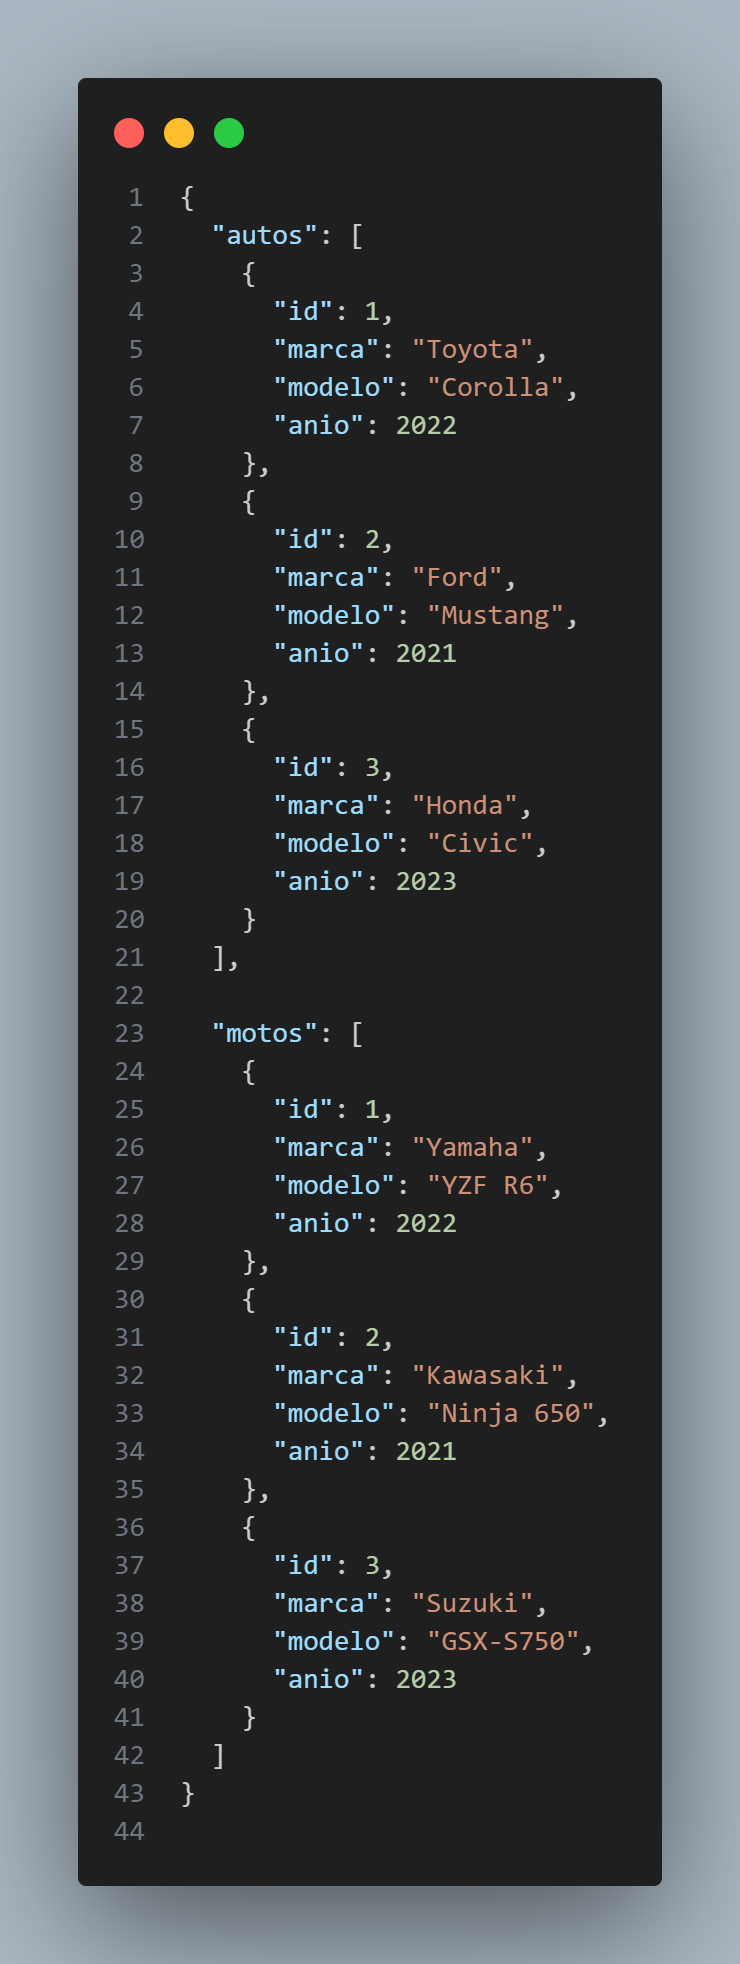 1 {
2   "autos": [
3     {
4       "id": 1,
5       "marca": "Toyota",
6       "modelo": "Corolla",
7       "anio": 2022
8     },
9     {
10       "id": 2,
11       "marca": "Ford",
12       "modelo": "Mustang",
13       "anio": 2021
14     },
15     {
16       "id": 3,
17       "marca": "Honda",
18       "modelo": "Civic",
19       "anio": 2023
20     }
21   ],
22
23   "motos": [
24     {
25       "id": 1,
26       "marca": "Yamaha",
27       "modelo": "YZF R6",
28       "anio": 2022
29     },
30     {
31       "id": 2,
32       "marca": "Kawasaki",
33       "modelo": "Ninja 650",
34       "anio": 2021
35     },
36     {
37       "id": 3,
38       "marca": "Suzuki",
39       "modelo": "GSX-S750",
40       "anio": 2023
41     }
42   ]
43 }
44